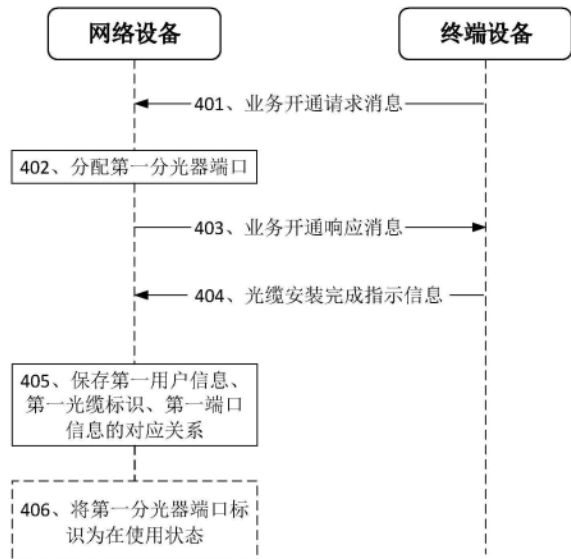 网络设备
终端设备
401、业务开通请求消息
402、分配第一分光器端口
403、业务开通响应消息
404、光缆安装完成指示信息
405、保存第一用户信息、
第一光缆标识、第一端口
信息的对应关系
406、将第一分光器端口标
识为在使用状态